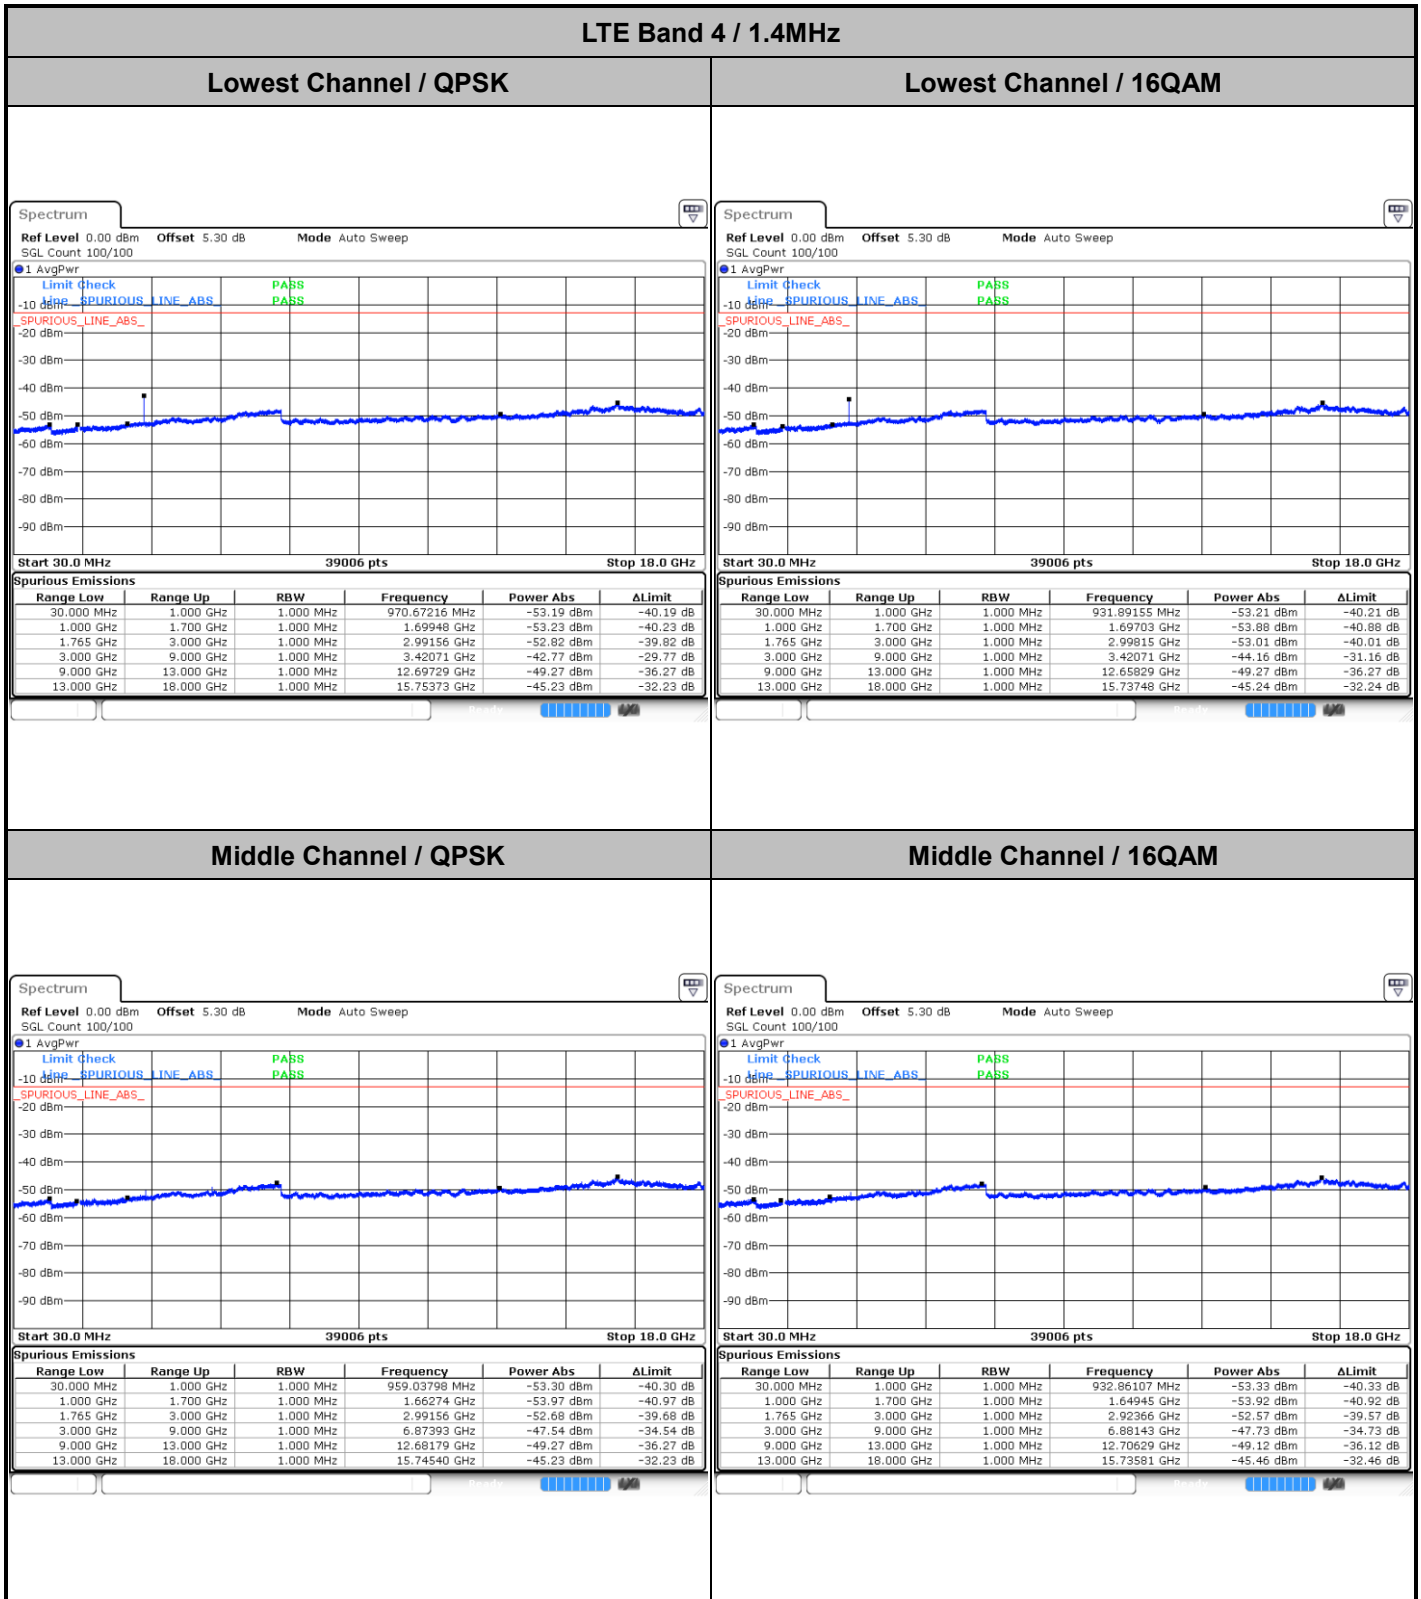 LTE Band 4 / 1.4MHz
Lowest Channel / QPSK
Lowest Channel / 16QAM
Spectrum
Ref Level 0.00 dBm Offset 5.30 dB Mode Auto Sweep
SGL Count 100/100
1 AvgPwr
Limit Check PASS
Line _SPURIOUS_LINE_ABS_ PASS
-10 dBm
_SPURIOUS_LINE_ABS_
-20 dBm
-30 dBm
-40 dBm
-50 dBm
-60 dBm
-70 dBm
-80 dBm
-90 dBm
Start 30.0 MHz 39006 pts Stop 18.0 GHz
Spurious Emissions
Range Low Range Up RBW Frequency Power Abs ΔLimit
30.000 MHz 1.000 GHz 1.000 MHz 970.67216 MHz -53.19 dBm -40.19 dB
1.000 GHz 1.700 GHz 1.000 MHz 1.69948 GHz -53.23 dBm -40.23 dB
1.765 GHz 3.000 GHz 1.000 MHz 2.99156 GHz -52.82 dBm -39.82 dB
3.000 GHz 9.000 GHz 1.000 MHz 3.42071 GHz -42.77 dBm -29.77 dB
9.000 GHz 13.000 GHz 1.000 MHz 12.69729 GHz -49.27 dBm -36.27 dB
13.000 GHz 18.000 GHz 1.000 MHz 15.75373 GHz -45.23 dBm -32.23 dB
Ready
Spectrum
Ref Level 0.00 dBm Offset 5.30 dB Mode Auto Sweep
SGL Count 100/100
1 AvgPwr
Limit Check PASS
Line _SPURIOUS_LINE_ABS_ PASS
-10 dBm
_SPURIOUS_LINE_ABS_
-20 dBm
-30 dBm
-40 dBm
-50 dBm
-60 dBm
-70 dBm
-80 dBm
-90 dBm
Start 30.0 MHz 39006 pts Stop 18.0 GHz
Spurious Emissions
Range Low Range Up RBW Frequency Power Abs ΔLimit
30.000 MHz 1.000 GHz 1.000 MHz 931.89155 MHz -53.21 dBm -40.21 dB
1.000 GHz 1.700 GHz 1.000 MHz 1.69703 GHz -53.88 dBm -40.88 dB
1.765 GHz 3.000 GHz 1.000 MHz 2.99815 GHz -53.01 dBm -40.01 dB
3.000 GHz 9.000 GHz 1.000 MHz 3.42071 GHz -44.16 dBm -31.16 dB
9.000 GHz 13.000 GHz 1.000 MHz 12.65829 GHz -49.27 dBm -36.27 dB
13.000 GHz 18.000 GHz 1.000 MHz 15.73748 GHz -45.24 dBm -32.24 dB
Ready
Middle Channel / QPSK
Middle Channel / 16QAM
Spectrum
Ref Level 0.00 dBm Offset 5.30 dB Mode Auto Sweep
SGL Count 100/100
1 AvgPwr
Limit Check PASS
Line _SPURIOUS_LINE_ABS_ PASS
-10 dBm
_SPURIOUS_LINE_ABS_
-20 dBm
-30 dBm
-40 dBm
-50 dBm
-60 dBm
-70 dBm
-80 dBm
-90 dBm
Start 30.0 MHz 39006 pts Stop 18.0 GHz
Spurious Emissions
Range Low Range Up RBW Frequency Power Abs ΔLimit
30.000 MHz 1.000 GHz 1.000 MHz 959.03798 MHz -53.30 dBm -40.30 dB
1.000 GHz 1.700 GHz 1.000 MHz 1.66274 GHz -53.97 dBm -40.97 dB
1.765 GHz 3.000 GHz 1.000 MHz 2.99156 GHz -52.68 dBm -39.68 dB
3.000 GHz 9.000 GHz 1.000 MHz 6.87393 GHz -47.54 dBm -34.54 dB
9.000 GHz 13.000 GHz 1.000 MHz 12.68179 GHz -49.27 dBm -36.27 dB
13.000 GHz 18.000 GHz 1.000 MHz 15.74540 GHz -45.23 dBm -32.23 dB
Ready
Spectrum
Ref Level 0.00 dBm Offset 5.30 dB Mode Auto Sweep
SGL Count 100/100
1 AvgPwr
Limit Check PASS
Line _SPURIOUS_LINE_ABS_ PASS
-10 dBm
_SPURIOUS_LINE_ABS_
-20 dBm
-30 dBm
-40 dBm
-50 dBm
-60 dBm
-70 dBm
-80 dBm
-90 dBm
Start 30.0 MHz 39006 pts Stop 18.0 GHz
Spurious Emissions
Range Low Range Up RBW Frequency Power Abs ΔLimit
30.000 MHz 1.000 GHz 1.000 MHz 932.86107 MHz -53.33 dBm -40.33 dB
1.000 GHz 1.700 GHz 1.000 MHz 1.64945 GHz -53.92 dBm -40.92 dB
1.765 GHz 3.000 GHz 1.000 MHz 2.92366 GHz -52.57 dBm -39.57 dB
3.000 GHz 9.000 GHz 1.000 MHz 6.88143 GHz -47.73 dBm -34.73 dB
9.000 GHz 13.000 GHz 1.000 MHz 12.70629 GHz -49.12 dBm -36.12 dB
13.000 GHz 18.000 GHz 1.000 MHz 15.73581 GHz -45.46 dBm -32.46 dB
Ready